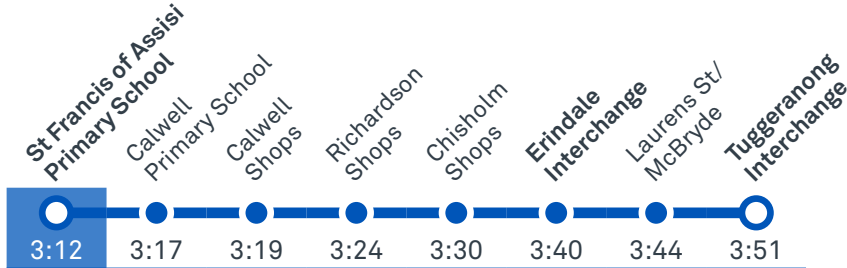 St Francis of Assisi
Primary School
Calwell
Primary School
Calwell
Shops
Richardson
Shops
Chisholm
Shops
Erindale
Interchange
Laurens St/
McBryde
Tuggeranong
Interchange
3:12 3:17 3:19 3:24 3:30 3:40 3:44 3:51